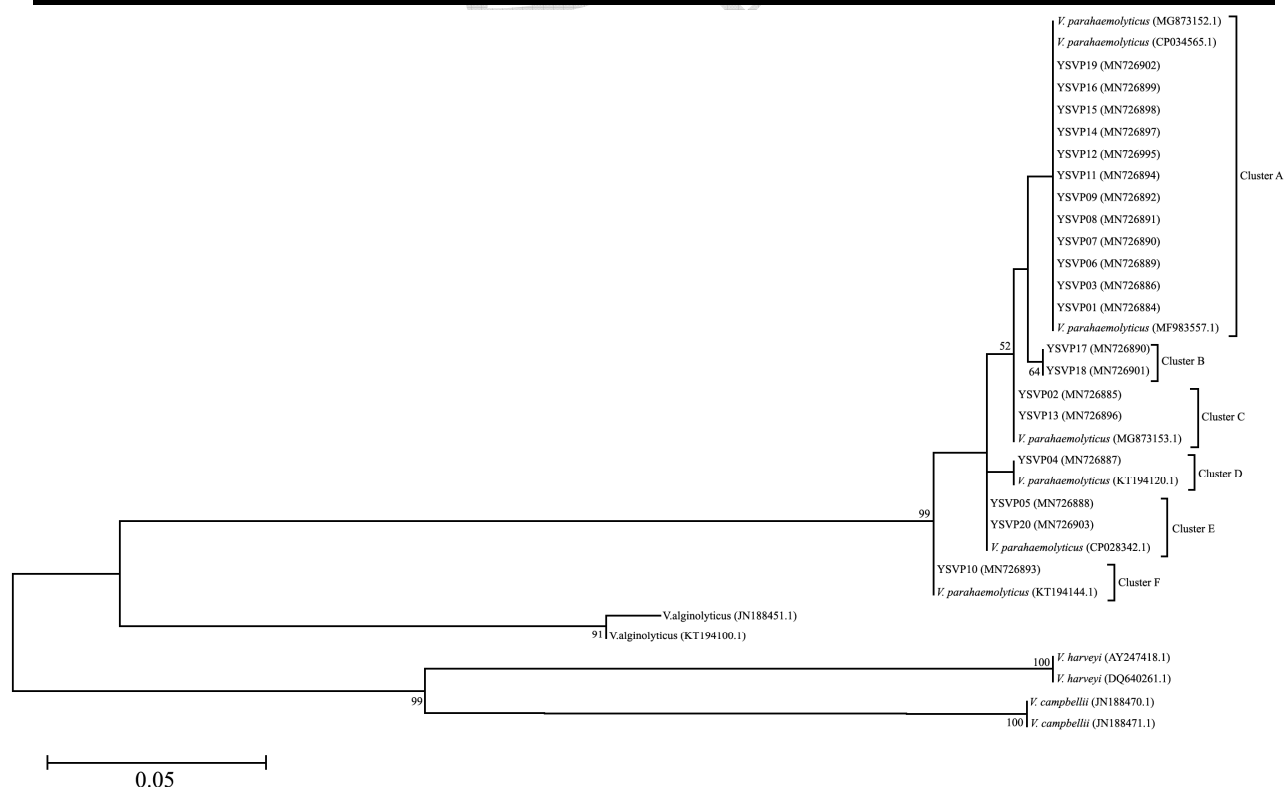 V. parahaemolyticus (MG873152.1)
V. parahaemolyticus (CP034565.1)
YSVP19 (MN726902)
YSVP16 (MN726899)
YSVP15 (MN726898)
YSVP14 (MN726897)
YSVP12 (MN726995)
YSVP11 (MN726894)
Cluster A
YSVP09 (MN726892)
YSVP08 (MN726891)
YSVP07 (MN726890)
YSVP06 (MN726889)
YSVP03 (MN726886)
YSVP01 (MN726884)
V. parahaemolyticus (MF983557.1)
52
YSVP17 (MN726890)
Cluster B
64
YSVP18 (MN726901)
YSVP02 (MN726885)
YSVP13 (MN726896)
Cluster C
V. parahaemolyticus (MG873153.1)
YSVP04 (MN726887)
Cluster D
V. parahaemolyticus (KT194120.1)
YSVP05 (MN726888)
99
YSVP20 (MN726903)
Cluster E
V. parahaemolyticus (CP028342.1)
YSVP10 (MN726893)
Cluster F
V. parahaemolyticus (KT194144.1)
V.alginolyticus (JN188451.1)
91
V.alginolyticus (KT194100.1)
V. harveyi (AY247418.1)
100
V. harveyi (DQ640261.1)
99
V. campbellii (JN188470.1)
100
V. campbellii (JN188471.1)
0.05